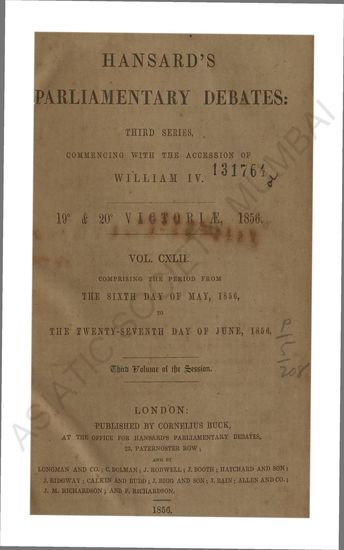 HANSARD'S
PARLIAMENTARY DEBATES:
THIRD SERIES,
COMMENCING WITH THE ACCESSION OF
WILLIAM IV.
131764
19° & 20° VICTORIÆ, 1856.
VOL. CXLII.
COMPRISING THE PERIOD FROM
THE SIXTH DAY OF MAY, 1856,
TO
THE TWENTY-SEVENTH DAY OF JUNE, 1856.
Third Volume of the Session.
LONDON:
PUBLISHED BY CORNELIUS BUCK,
AT THE OFFICE FOR HANSARD'S PARLIAMENTARY DEBATES,
23, PATERNOSTER ROW;
AND BY
LONGMAN AND CO.; C. DOLMAN; J. RODWELL; J. BOOTH; HATCHARD AND SON;
J. RIDGWAY; CALKIN AND BUDD; J. BIGG AND SON; J. BAIN; ALLEN AND CO.;
J. M. RICHARDSON; AND P. RICHARDSON.
1856.
ASIATIC SOCIETY MUMBAI